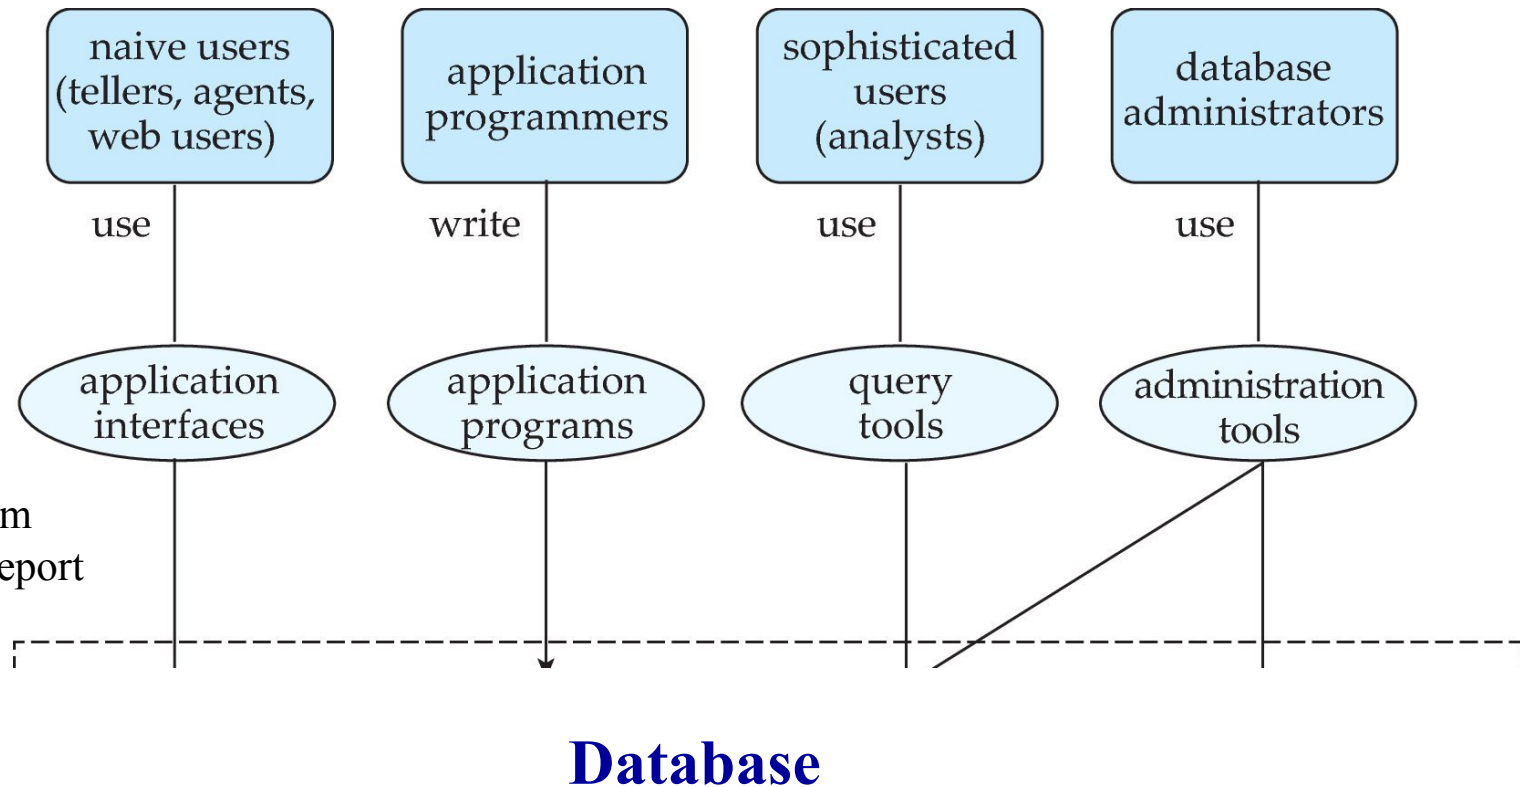 naive users
(tellers, agents,
web users)
application
programmers
sophisticated
users
(analysts)
database
administrators
use
write
use
use
application
interfaces
application
programs
query
tools
administration
tools
m
eport
Database